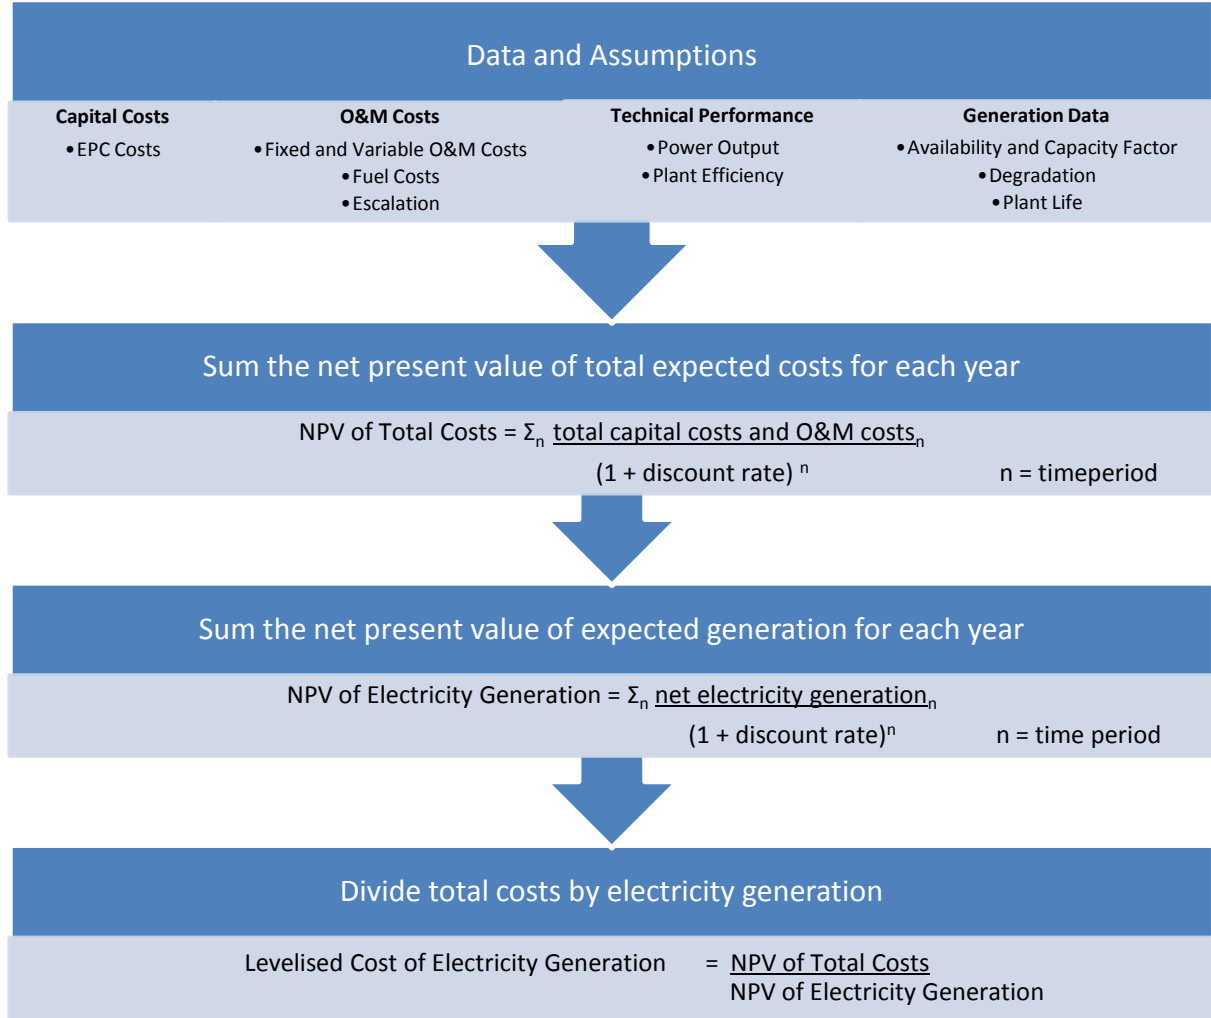 Data and Assumptions
Capital Costs
•EPC Costs
O&M Costs
•Fixed and Variable O&M Costs
•Fuel Costs
•Escalation
Technical Performance
•Power Output
•Plant Efficiency
Generation Data
•Availability and Capacity Factor
•Degradation
•Plant Life
Sum the net present value of total expected costs for each year
NPV of Total Costs = Σn total capital costs and O&M costsn
(1 + discount rate) n n = timeperiod
Sum the net present value of expected generation for each year
NPV of Electricity Generation = Σn net electricity generationn
(1 + discount rate)n n = time period
Divide total costs by electricity generation
Levelised Cost of Electricity Generation = NPV of Total Costs
NPV of Electricity Generation